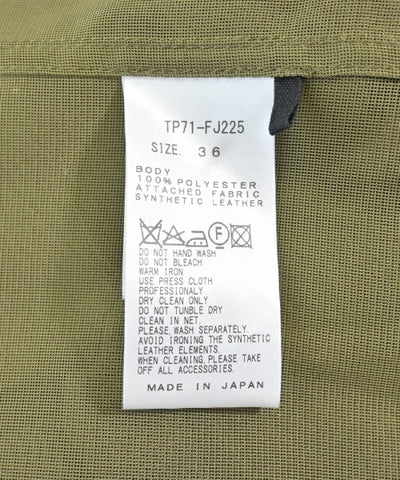 TP71-FJ225
SIZE. 36
BODY
100% POLYESTER
ATTACHED FABRIC
SYNTHETIC LEATHER
F
DO NOT HAND WASH
DO NOT BLEACH
WARM IRON
USE PRESS CLOTH
PROFESSIONALY
DRY CLEAN ONLY
DO NOT TUMBLE DRY
CLEAN IN NET.
PLEASE WASH SEPARATELY.
AVOID IRONING THE SYNTHETIC
LEATHER ELEMENTS.
WHEN CLEANING, PLEASE TAKE
OFF ALL ACCESSORIES.
MADE IN JAPAN